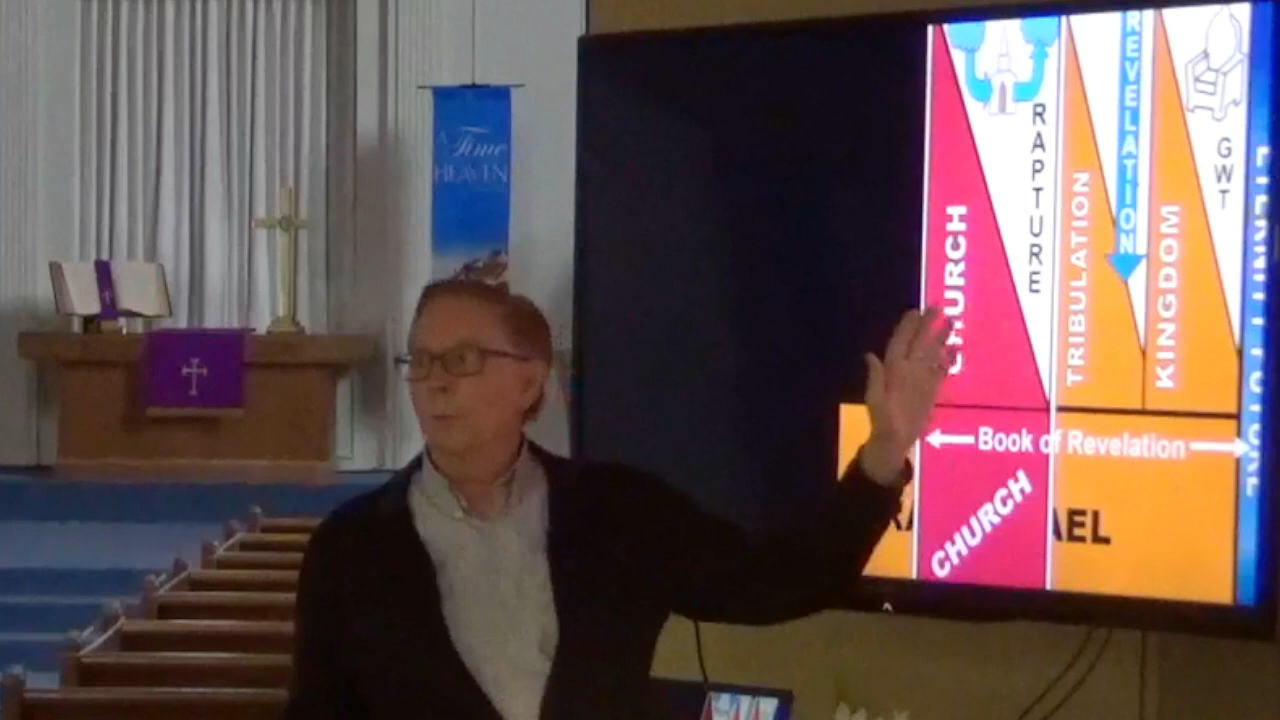 A Time
HEAVEN
CHURCH
RAPTURE
TRIBULATION
REVELATION
KINGDOM
GWT
Book of Revelation
CHURCH
AEL